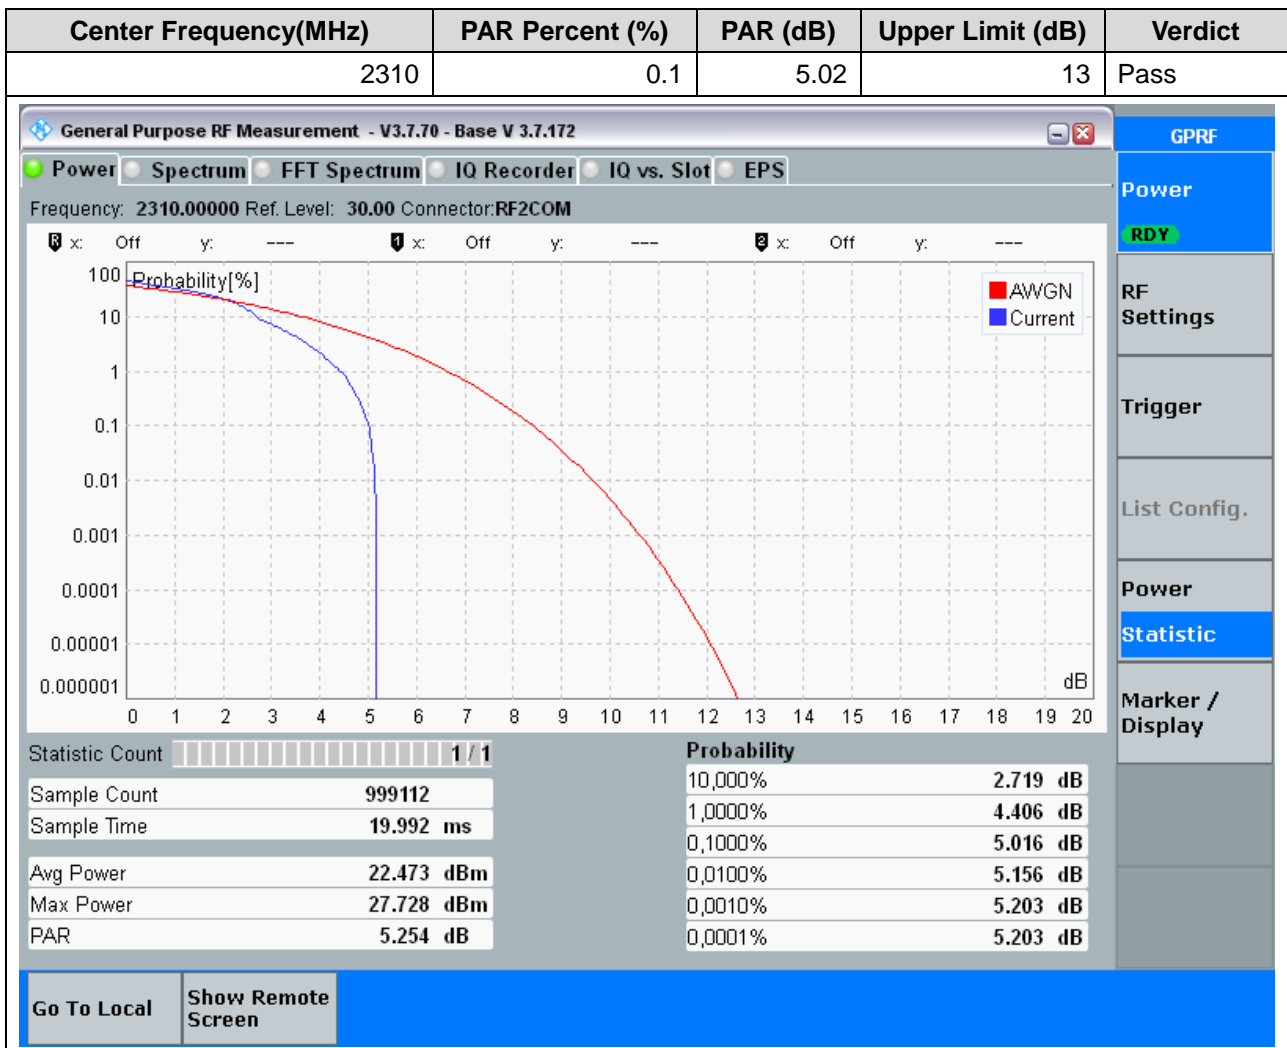 Center Frequency(MHz) PAR Percent (%) PAR (dB) Upper Limit (dB) Verdict
2310 0.1 5.02 13 Pass
General Purpose RF Measurement - V3.7.70 - Base V 3.7.172
Power Spectrum FFT Spectrum IQ Recorder IQ vs. Slot EPS
Frequency: 2310.00000 Ref. Level: 30.00 Connector:RF2COM
R x: Off y: --- 1 x: Off y: --- 2 x: Off y: ---
Probability[%]
100
10
1
0.1
0.01
0.001
0.0001
0.00001
0.000001
AWGN
Current
dB
0 1 2 3 4 5 6 7 8 9 10 11 12 13 14 15 16 17 18 19 20
Statistic Count 1 / 1
Sample Count 999112
Sample Time 19.992 ms
Avg Power 22.473 dBm
Max Power 27.728 dBm
PAR 5.254 dB
Probability
10,000% 2.719 dB
1,0000% 4.406 dB
0,1000% 5.016 dB
0,0100% 5.156 dB
0,0010% 5.203 dB
0,0001% 5.203 dB
GPRF
Power
RDY
RF
Settings
Trigger
List Config.
Power
Statistic
Marker /
Display
Go To Local
Show Remote
Screen